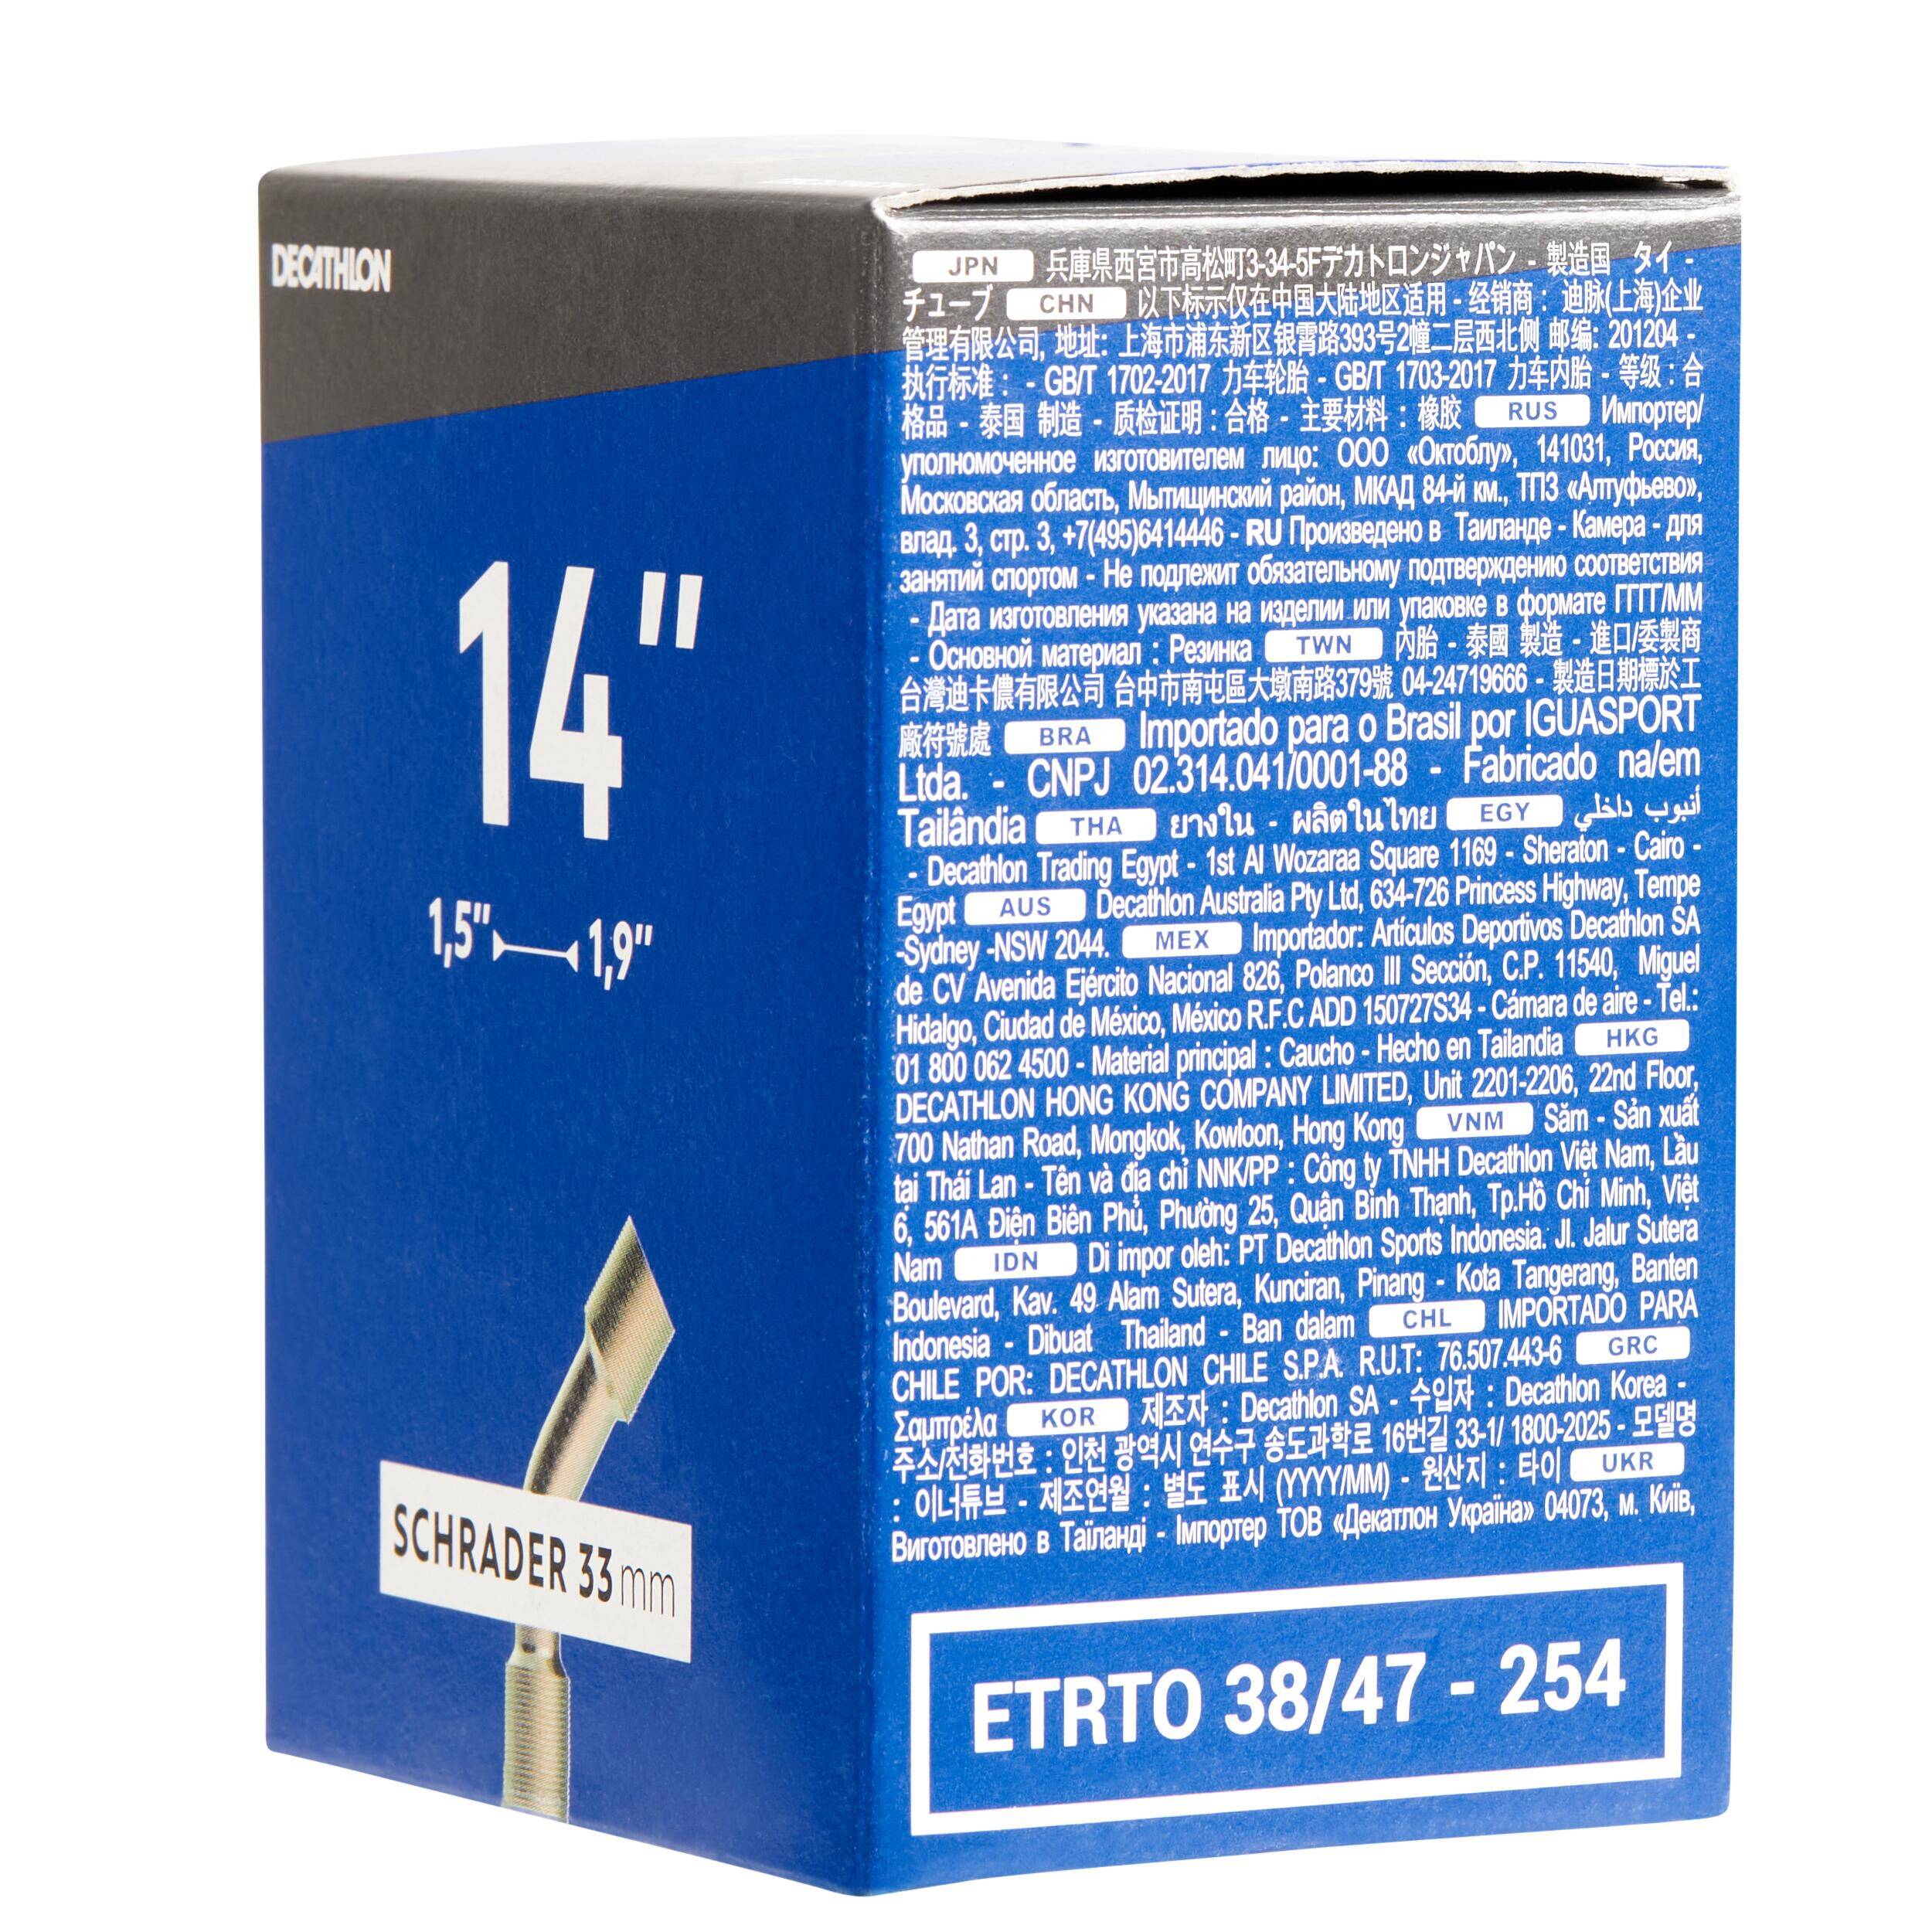 DECATHLON
14"
1,5" 1,9"
SCHRADER 33 mm
JPN 兵庫県西宮市高松町3-34-5Fデカトロンジャパン - 製造国 タイ -
チューブ CHN 以下标示仅在中国大陆地区适用 - 经销商：迪脉(上海)企业
管理有限公司, 地址: 上海市浦东新区银霄路393号2幢二层西北侧 邮编: 201204 -
执行标准： - GB/T 1702-2017 力车轮胎 - GB/T 1703-2017 力车内胎 - 等级：合
格品 - 泰国 制造 - 质检证明：合格 - 主要材料：橡胶 RUS Импортер/
уполномоченное изготовителем лицо: ООО «Октоблу», 141031, Россия,
Московская область, Мытищинский район, МКАД 84-й км., ТПЗ «Алтуфьево»,
влад. 3, стр. 3, +7(495)6414446 - RU Произведено в Таиланде - Камера - для
занятий спортом - Не подлежит обязательному подтверждению соответствия
- Дата изготовления указана на изделии или упаковке в формате ГГГГ/ММ
- Основной материал : Резинка TWN 內胎 - 泰國 製造 - 進口/委製商
台灣迪卡儂有限公司 台中市南屯區大墩南路379號 04-24719666 - 製造日期標於工
廠符號處 BRA Importado para o Brasil por IGUASPORT
Ltda. - CNPJ 02.314.041/0001-88 - Fabricado na/em
Tailândia THA ยางใน - ผลิตในไทย EGY أنبوب داخلي
- Decathlon Trading Egypt - 1st Al Wozaraa Square 1169 - Sheraton - Cairo -
Egypt AUS Decathlon Australia Pty Ltd, 634-726 Princess Highway, Tempe
-Sydney -NSW 2044. MEX Importador: Artículos Deportivos Decathlon SA
de CV Avenida Ejército Nacional 826, Polanco III Sección, C.P. 11540, Miguel
Hidalgo, Ciudad de México, México R.F.C ADD 150727S34 - Cámara de aire - Tel.:
01 800 062 4500 - Material principal : Caucho - Hecho en Tailandia HKG
DECATHLON HONG KONG COMPANY LIMITED, Unit 2201-2206, 22nd Floor,
700 Nathan Road, Mongkok, Kowloon, Hong Kong VNM Săm - Sản xuất
tại Thái Lan - Tên và địa chỉ NNK/PP : Công ty TNHH Decathlon Việt Nam, Lầu
6, 561A Điện Biên Phủ, Phường 25, Quận Bình Thạnh, Tp.Hồ Chí Minh, Việt
Nam IDN Di impor oleh: PT Decathlon Sports Indonesia. Jl. Jalur Sutera
Boulevard, Kav. 49 Alam Sutera, Kunciran, Pinang - Kota Tangerang, Banten
Indonesia - Dibuat Thailand - Ban dalam CHL IMPORTADO PARA
CHILE POR: DECATHLON CHILE S.P.A. R.U.T: 76.507.443-6 GRC
Σαμπρέλα KOR 제조자 : Decathlon SA - 수입자 : Decathlon Korea -
주소/전화번호 : 인천 광역시 연수구 송도과학로 16번길 33-1/ 1800-2025 - 모델명
: 이너튜브 - 제조연월 : 별도 표시 (YYYY/MM) - 원산지 : 타이 UKR
Виготовлено в Таїланді - Імпортер ТОВ «Декатлон Україна» 04073, м. Київ,
ETRTO 38/47 - 254